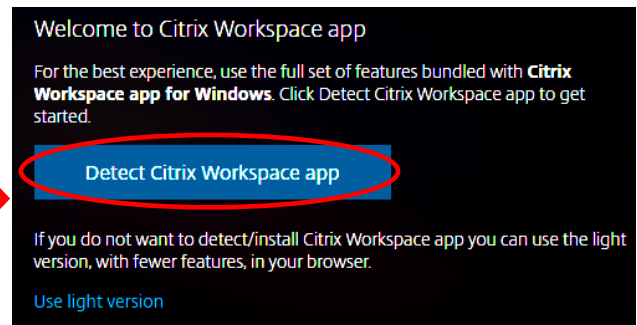 Welcome to Citrix Workspace app
For the best experience, use the full set of features bundled with Citrix
Workspace app for Windows. Click Detect Citrix Workspace app to get
started.
Detect Citrix Workspace app
If you do not want to detect/install Citrix Workspace app you can use the light
version, with fewer features, in your browser.
Use light version